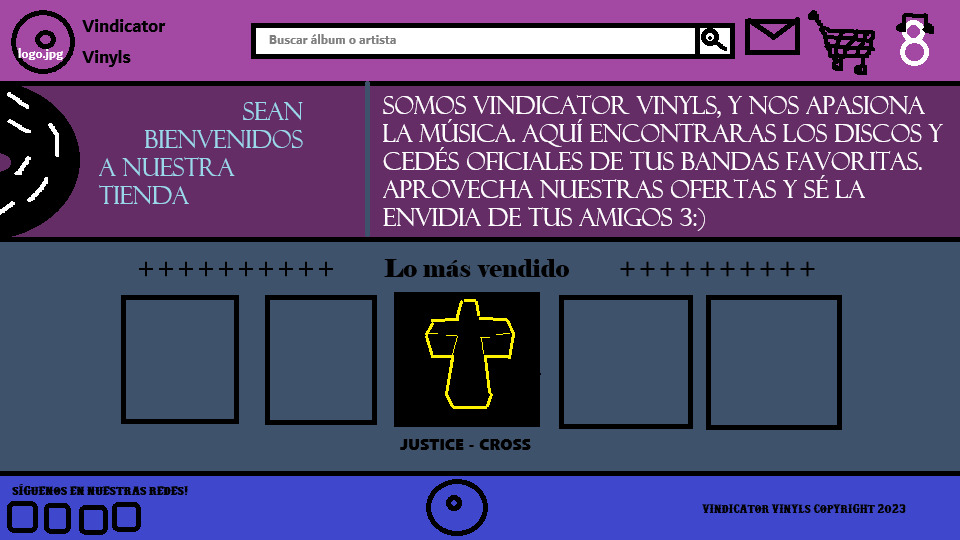 Vindicator
Vinyls
logo.jpg
Buscar álbum o artista
8
SEAN
BIENVENIDOS
A NUESTRA
TIENDA
SOMOS VINDICATOR VINYLS, Y NOS APASIONA
LA MÚSICA. AQUÍ ENCONTRARAS LOS DISCOS Y
CEDÉS OFICIALES DE TUS BANDAS FAVORITAS.
APROVECHA NUESTRAS OFERTAS Y SÉ LA
ENVIDIA DE TUS AMIGOS 3:)
++++++++++ Lo más vendido ++++++++++
JUSTICE - CROSS
SÍGUENOS EN NUESTRAS REDES!
VINDICATOR VINYLS COPYRIGHT 2023